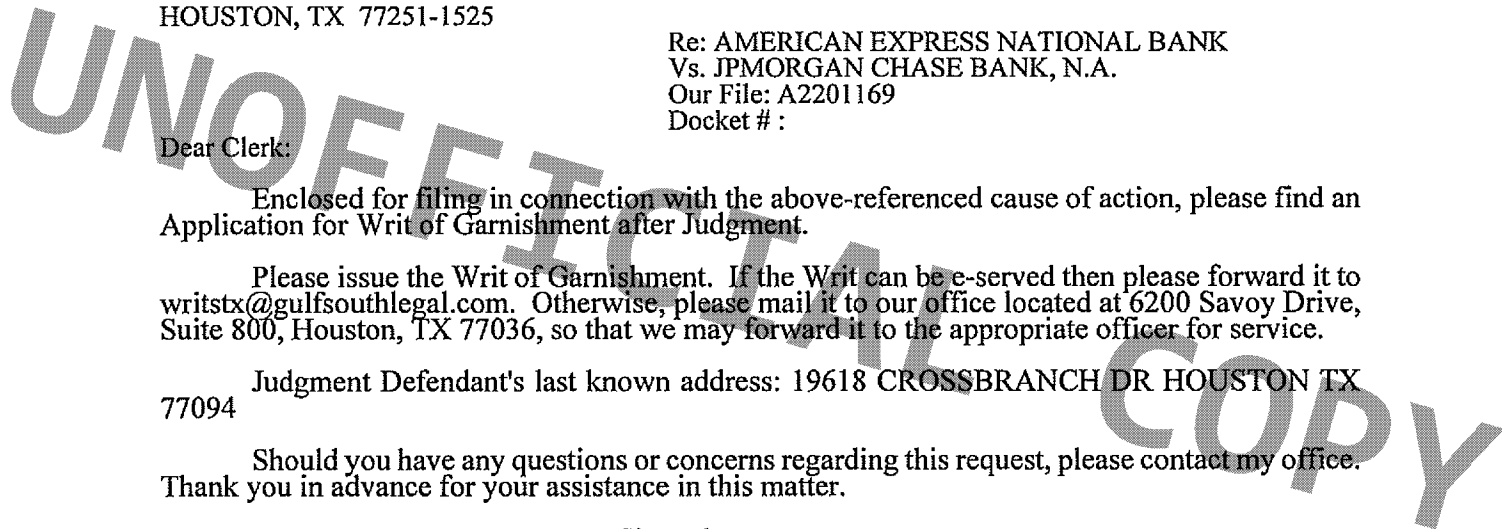 HOUSTON, TX 77251-1525
Re: AMERICAN EXPRESS NATIONAL BANK
Vs. JPMORGAN CHASE BANK, N.A.
Our File: A2201169
Docket # :
Dear Clerk:
Enclosed for filing in connection with the above-referenced cause of action, please find an
Application for Writ of Garnishment after Judgment.
Please issue the Writ of Garnishment. If the Writ can be e-served then please forward it to
writstx@gulfsouthlegal.com. Otherwise, please mail it to our office located at 6200 Savoy Drive,
Suite 800, Houston, TX 77036, so that we may forward it to the appropriate officer for service.
Judgment Defendant's last known address: 19618 CROSSBRANCH DR HOUSTON TX
77094
Should you have any questions or concerns regarding this request, please contact my office.
Thank you in advance for your assistance in this matter.
UNOFFICIAL COPY